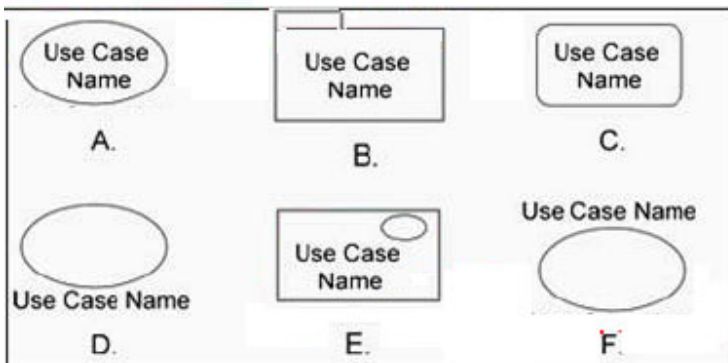 Use Case
Name
A.
Use Case
Name
B.
Use Case
Name
C.
Use Case Name
D.
Use Case
Name
E.
Use Case Name
F.